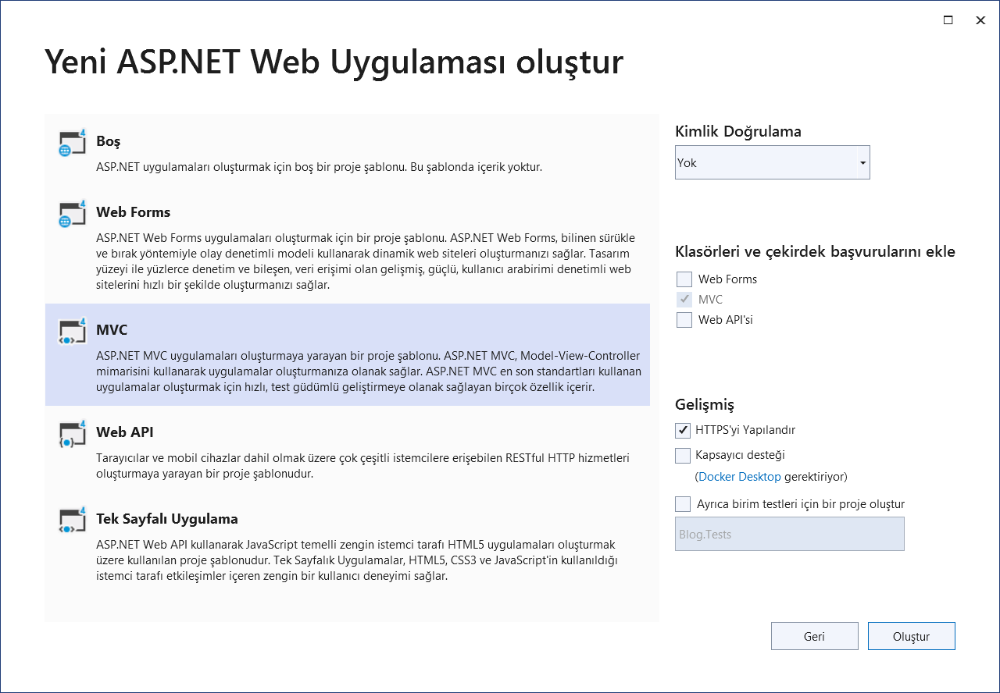 Yeni ASP.NET Web Uygulaması oluştur
Boş
ASP.NET uygulamaları oluşturmak için boş bir proje şablonu. Bu şablonda içerik yoktur.
Web Forms
ASP.NET Web Forms uygulamaları oluşturmak için bir proje şablonu. ASP.NET Web Forms, bilinen sürükle
ve bırak yöntemiyle olay denetimli modeli kullanarak dinamik web siteleri oluşturmanızı sağlar. Tasarım
yüzeyi ile yüzlerce denetim ve bileşen, veri erişimi olan gelişmiş, güçlü, kullanıcı arabirimi denetimli web
sitelerini hızlı bir şekilde oluşturmanızı sağlar.
MVC
ASP.NET MVC uygulamaları oluşturmaya yarayan bir proje şablonu. ASP.NET MVC, Model-View-Controller
mimarisini kullanarak uygulamalar oluşturmanıza olanak sağlar. ASP.NET MVC en son standartları kullanan
uygulamalar oluşturmak için hızlı, test güdümlü geliştirmeye olanak sağlayan birçok özellik içerir.
Web API
Tarayıcılar ve mobil cihazlar dahil olmak üzere çok çeşitli istemcilere erişebilen RESTful HTTP hizmetleri
oluşturmaya yarayan bir proje şablonudur.
Tek Sayfalı Uygulama
ASP.NET Web API kullanarak JavaScript temelli zengin istemci tarafı HTML5 uygulamaları oluşturmak
üzere kullanılan proje şablonudur. Tek Sayfalık Uygulamalar, HTML5, CSS3 ve JavaScript'in kullanıldığı
istemci tarafı etkileşimler içeren zengin bir kullanıcı deneyimi sağlar.
Kimlik Doğrulama
Yok
Klasörleri ve çekirdek başvurularını ekle
Web Forms
MVC
Web API'si
Gelişmiş
HTTPS'yi Yapılandır
Kapsayıcı desteği
(Docker Desktop gerektiriyor)
Ayrıca birim testleri için bir proje oluştur
Blog.Tests
Geri
Oluştur